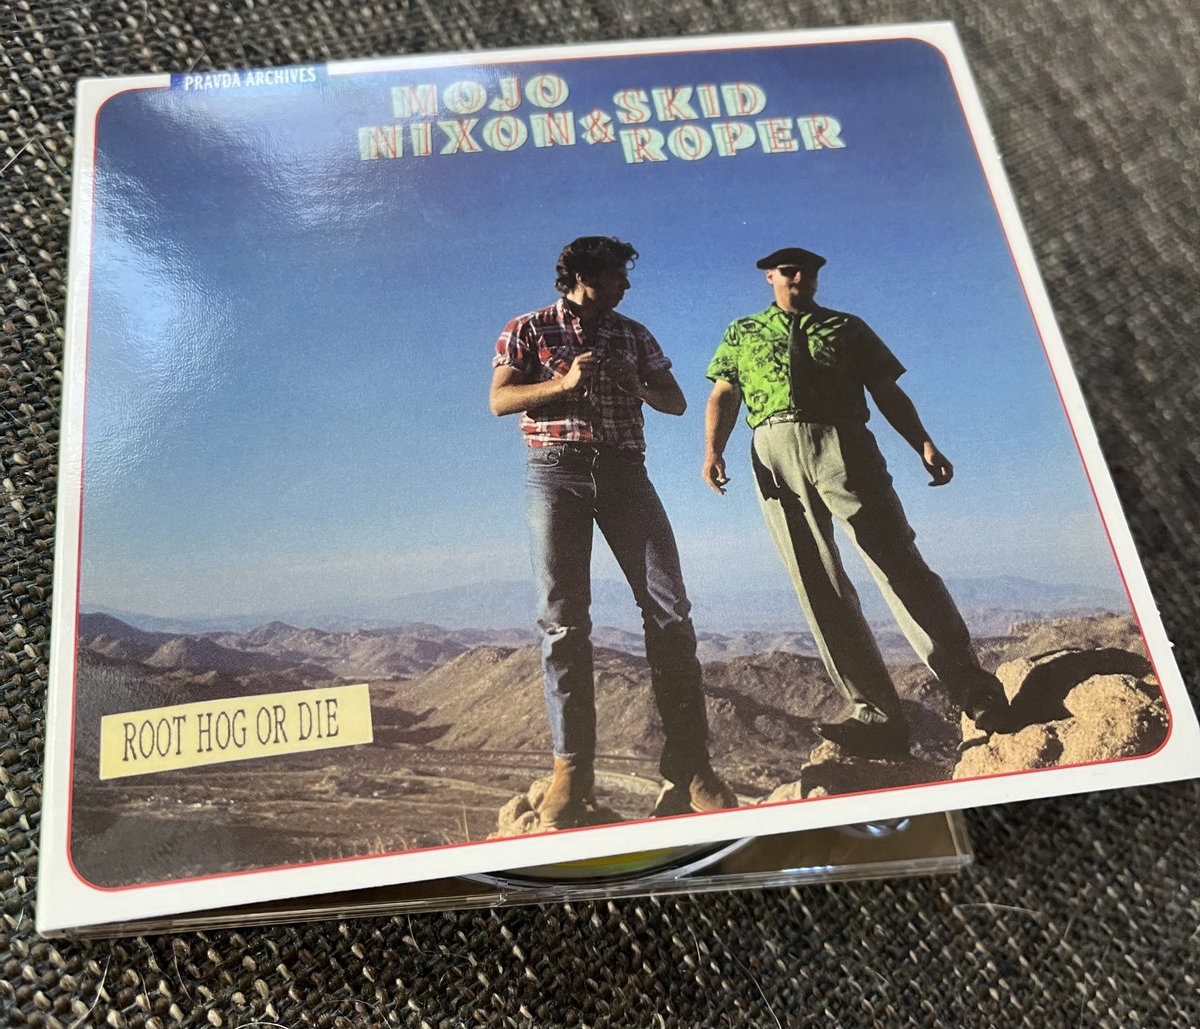 PRAVDA ARCHIVES
MOJO
NIXON & SKID
ROPER
ROOT HOG OR DIE